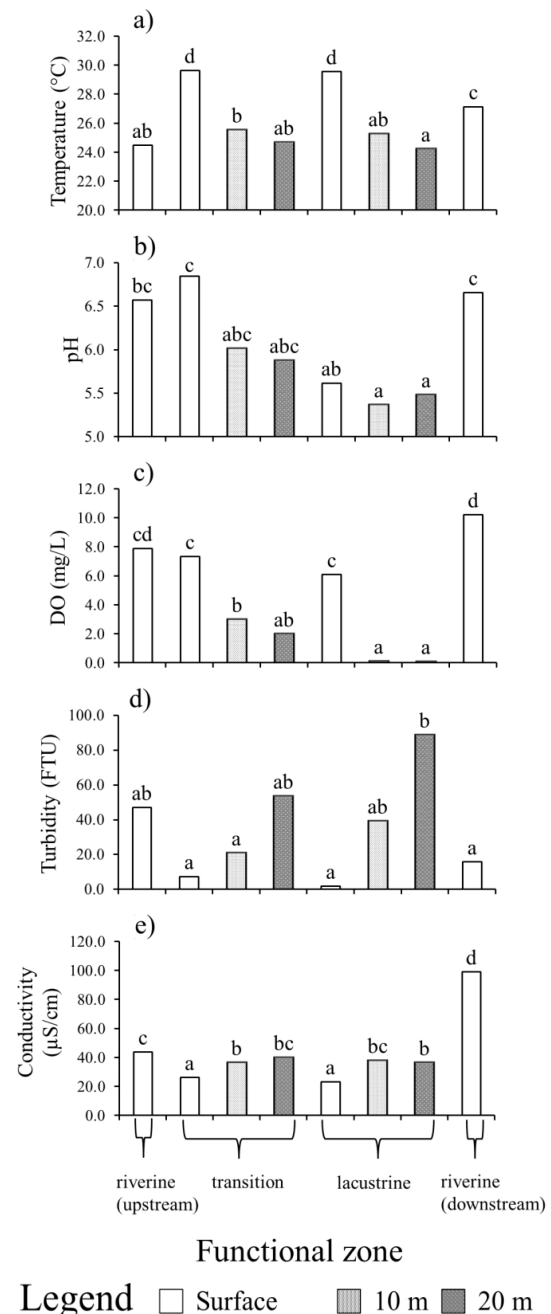 a)
Temperature (°C)
32.0
30.0
28.0
26.0
24.0
22.0
20.0
ab
d
b
ab
d
ab
a
c
b)
pH
7.0
6.5
6.0
5.5
5.0
bc
c
abc
abc
ab
a
a
c
c)
DO (mg/L)
12.0
10.0
8.0
6.0
4.0
2.0
0.0
cd
c
b
ab
c
a
a
d
d)
Turbidity (FTU)
100.0
80.0
60.0
40.0
20.0
0.0
ab
a
a
ab
a
ab
b
a
e)
Conductivity
(µS/cm)
120.0
100.0
80.0
60.0
40.0
20.0
0.0
c
a
b
bc
a
bc
b
d
riverine
(upstream)
transition
lacustrine
riverine
(downstream)
Functional zone
Legend Surface 10 m 20 m